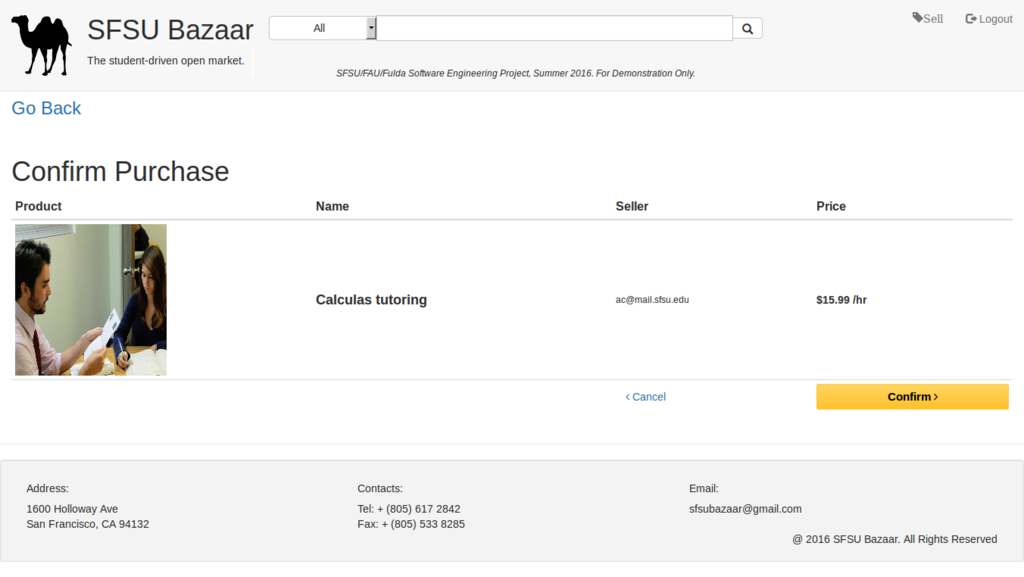 SFSU Bazaar
The student-driven open market.
All
Sell
Logout
SFSU/FAU/Fulda Software Engineering Project, Summer 2016. For Demonstration Only.
Go Back
Confirm Purchase
Product Name Seller Price
Calculas tutoring ac@mail.sfsu.edu $15.99 /hr
Cancel
Confirm
Address:
1600 Holloway Ave
San Francisco, CA 94132
Contacts:
Tel: + (805) 617 2842
Fax: + (805) 533 8285
Email:
sfsubazaar@gmail.com
@ 2016 SFSU Bazaar. All Rights Reserved